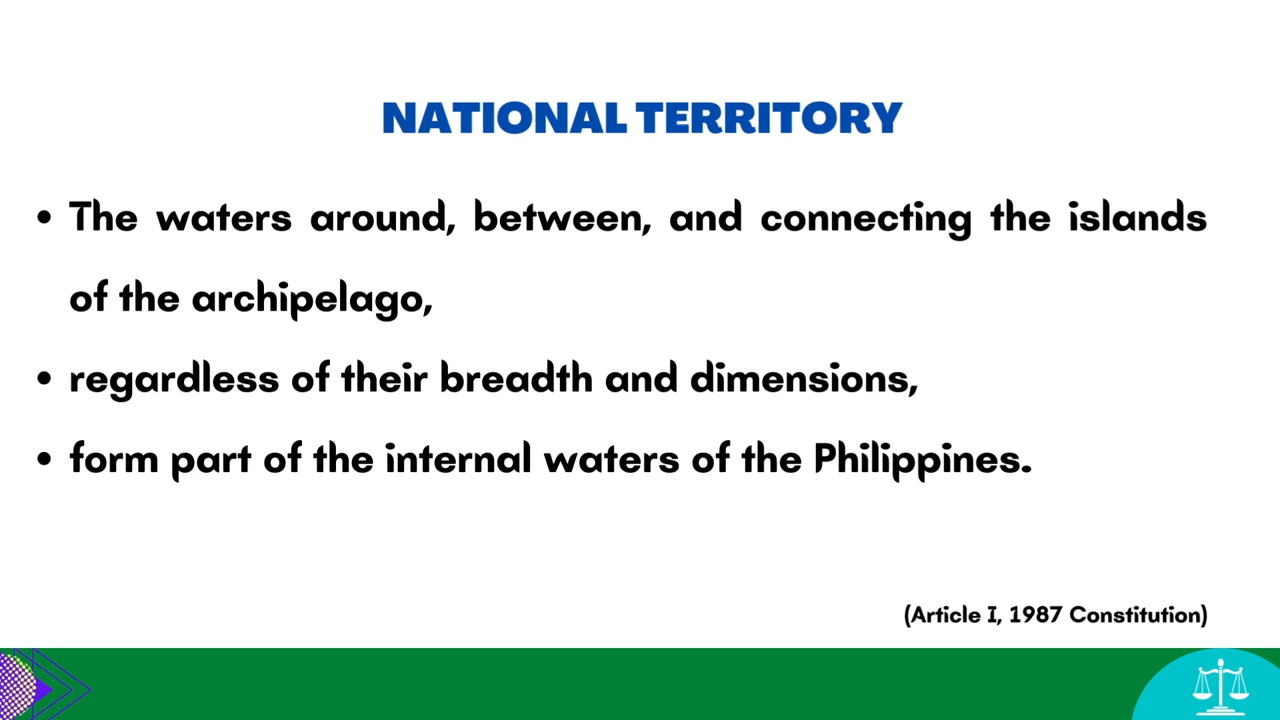 NATIONAL TERRITORY
• The waters around, between, and connecting the islands
of the archipelago,
• regardless of their breadth and dimensions,
• form part of the internal waters of the Philippines.
(Article I, 1987 Constitution)